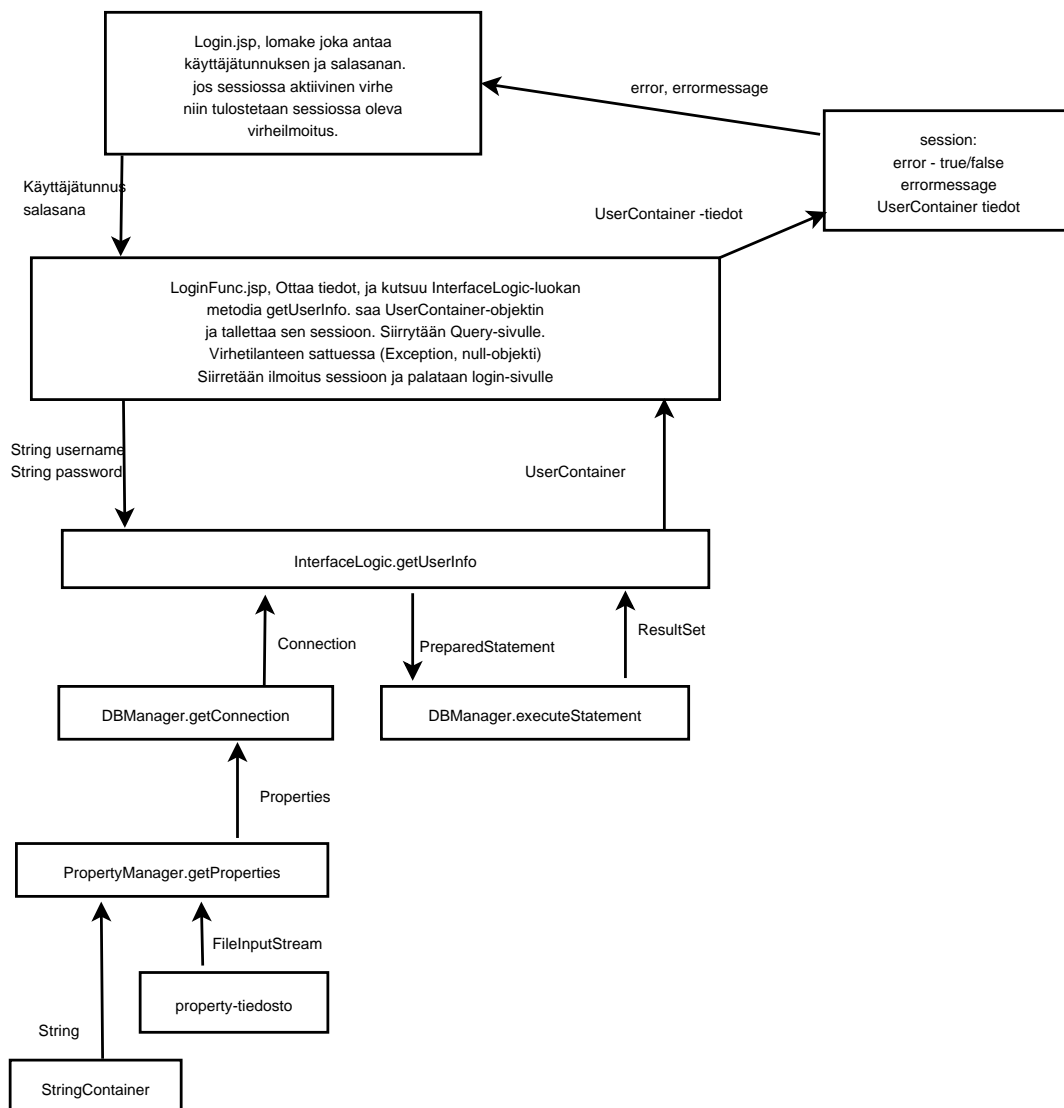 Login.jsp, lomake joka antaa
käyttäjätunnuksen ja salasanan.
jos sessiossa aktiivinen virhe
niin tulostetaan sessiossa oleva
virheilmoitus.
error, errormessage
session:
error - true/false
errormessage
UserContainer tiedot
Käyttäjätunnus
salasana
UserContainer -tiedot
LoginFunc.jsp, Ottaa tiedot, ja kutsuu InterfaceLogic-luokan
metodia getUserInfo. saa UserContainer-objektin
ja tallettaa sen sessioon. Siirrytään Query-sivulle.
Virhetilanteen sattuessa (Exception, null-objekti)
Siirretään ilmoitus sessioon ja palataan login-sivulle
String username
String password
UserContainer
InterfaceLogic.getUserInfo
Connection
PreparedStatement
ResultSet
DBManager.getConnection
DBManager.executeStatement
Properties
PropertyManager.getProperties
FileInputStream
property-tiedosto
String
StringContainer